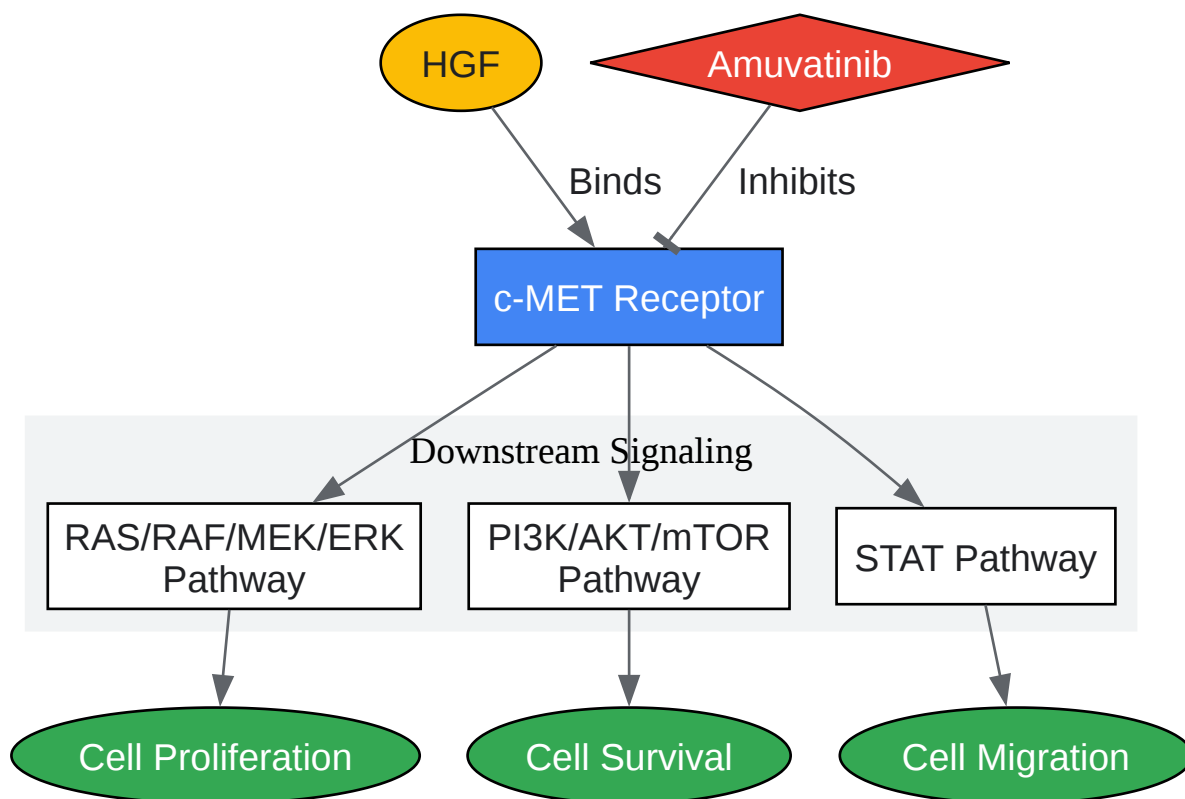 HGF
Amuvatinib
Binds
Inhibits
c-MET Receptor
Downstream Signaling
RAS/RAF/MEK/ERK
Pathway
PI3K/AKT/mTOR
Pathway
STAT Pathway
Cell Proliferation
Cell Survival
Cell Migration